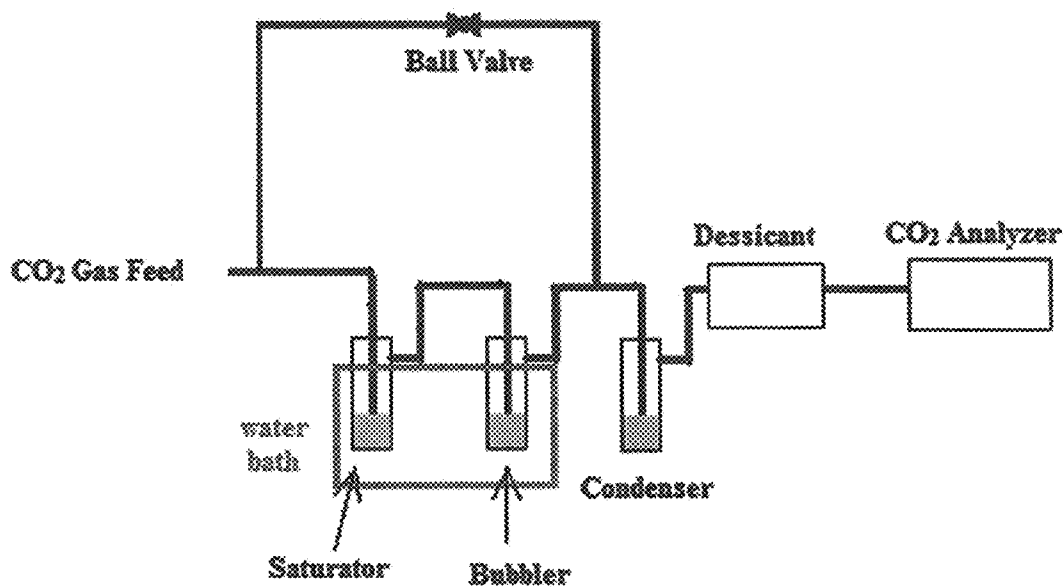 Ball Valve
Dessicant
CO₂ Analyzer
CO₂ Gas Feed
water
bath
Condenser
Saturator
Bubbler